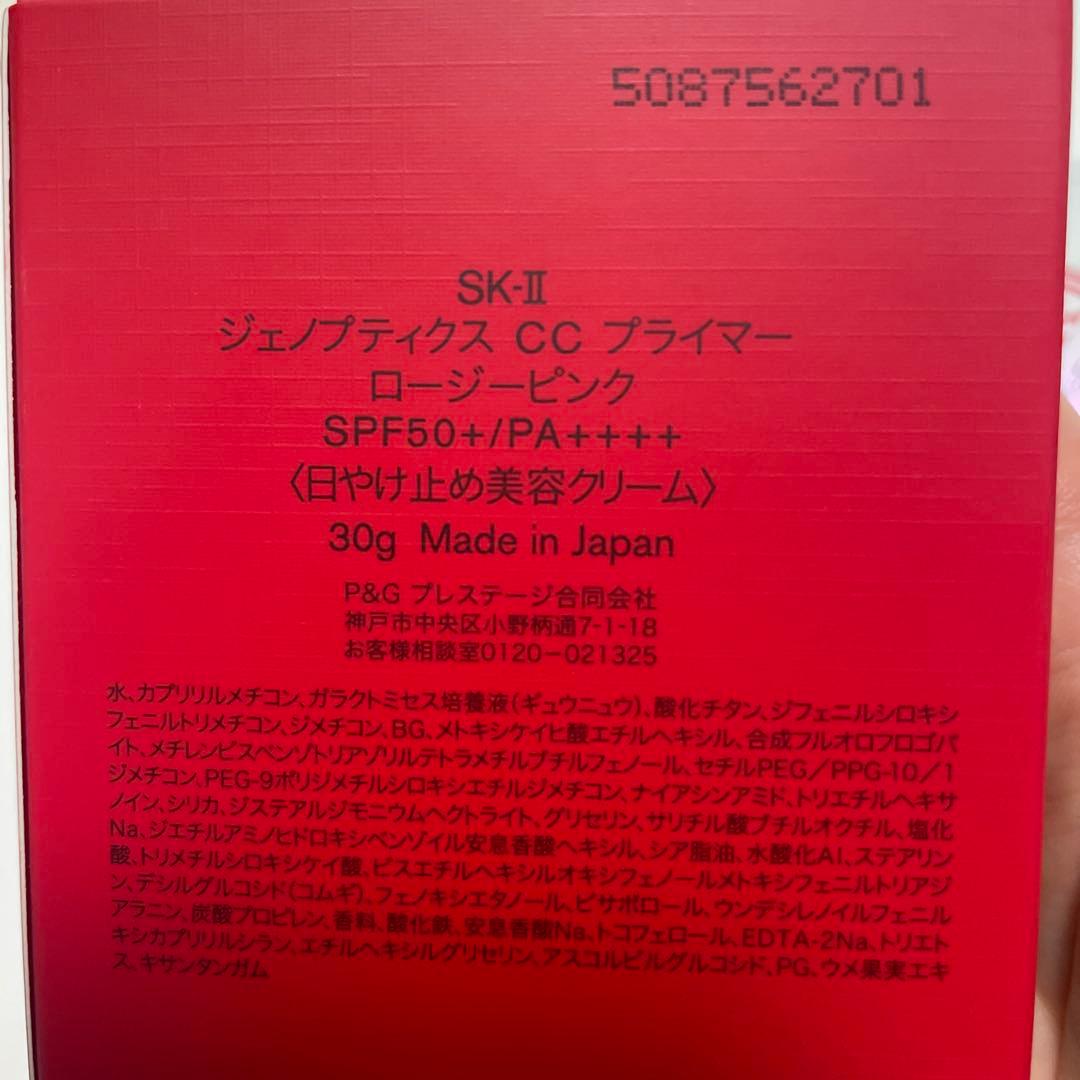 5087562701
SK-Ⅱ
ジェノプティクス CC プライマー
ロージーピンク
SPF50+/PA++++
〈日やけ止め美容クリーム〉
30g Made in Japan
P&G プレステージ合同会社
神戸市中央区小野柄通7-1-18
お客様相談室0120-021325
水、カプリリルメチコン、ガラクトミセス培養液(ギュウニュウ)、酸化チタン、ジフェニルシロキシ
フェニルトリメチコン、ジメチコン、BG、メトキシケイヒ酸エチルヘキシル、合成フルオロフロゴパ
イト、メチレンビスベンゾトリアゾリルテトラメチルブチルフェノール、セチルPEG/PPG-10/1
ジメチコン、PEG-9ポリジメチルシロキシエチルジメチコン、ナイアシンアミド、トリエチルヘキサ
ノイン、シリカ、ジステアルジモニウムヘクトライト、グリセリン、サリチル酸ブチルオクチル、塩化
Na、ジエチルアミノヒドロキシベンゾイル安息香酸ヘキシル、シア脂油、水酸化Al、ステアリン
酸、トリメチルシロキシケイ酸、ビスエチルヘキシルオキシフェノールメトキシフェニルトリアジ
ン、デシルグルコシド(コムギ)、フェノキシエタノール、ビサボロール、ウンデシレノイルフェニル
アラニン、炭酸プロピレン、香料、酸化鉄、安息香酸Na、トコフェロール、EDTA-2Na、トリエト
キシカプリリルシラン、エチルヘキシルグリセリン、アスコルビルグルコシド、PG、ウメ果実エキ
ス、キサンタンガム